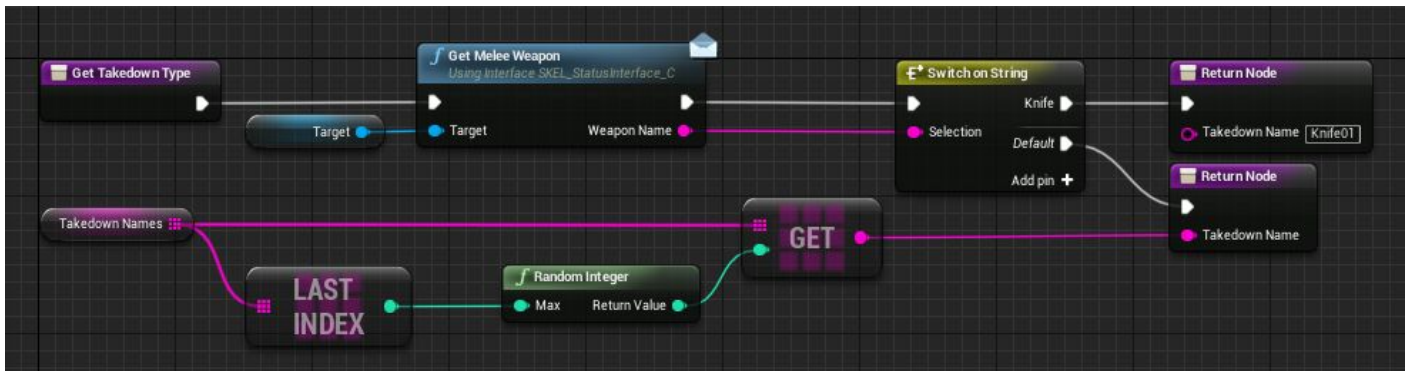 Get Takedown Type
Target
f Get Melee Weapon
Using Interface SKEL_StatusInterface_C
Target Weapon Name
Switch on String
Knife
Selection
Default
Add pin +
Return Node
Takedown Name Knife01
Return Node
Takedown Name
Takedown Names
LAST
INDEX
f Random Integer
Max Return Value
GET